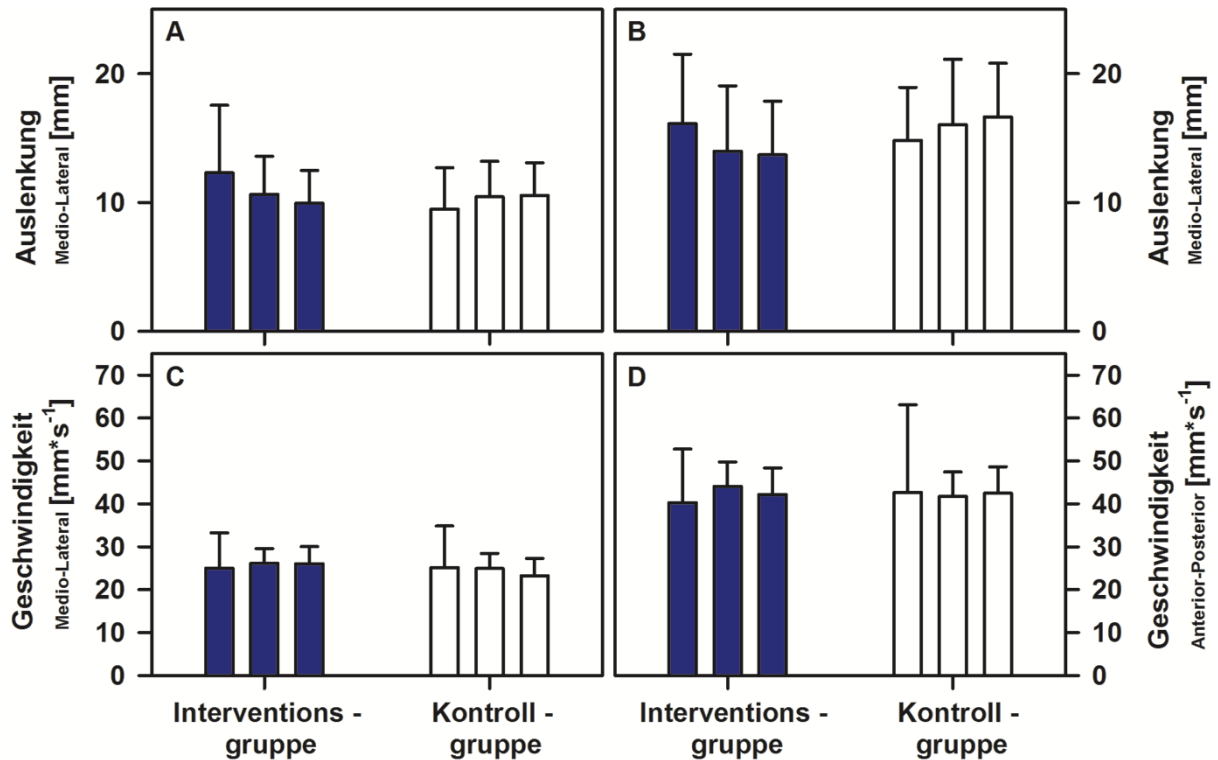 A
B
20
10
0
Auslenkung
Medio-Lateral [mm]
20
10
0
Auslenkung
Medio-Lateral [mm]
C
D
70
60
50
40
30
20
10
0
Geschwindigkeit
Medio-Lateral [mm*s⁻¹]
70
60
50
40
30
20
10
0
Geschwindigkeit
Anterior-Posterior [mm*s⁻¹]
Interventions -
gruppe
Kontroll -
gruppe
Interventions -
gruppe
Kontroll -
gruppe